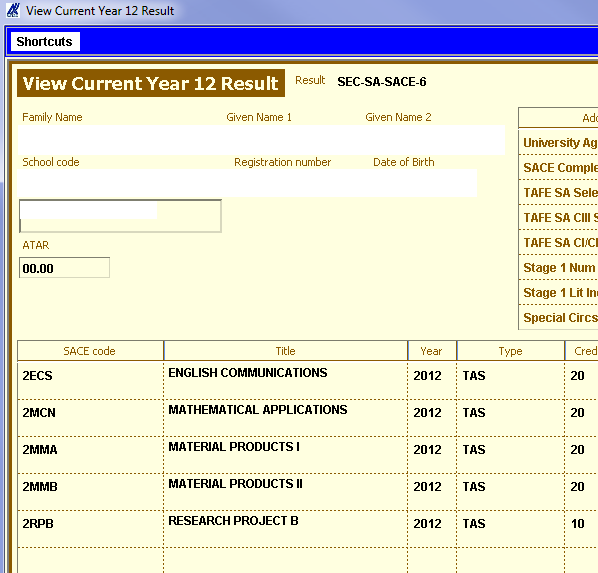 View Current Year 12 Result
Shortcuts
View Current Year 12 Result Result SEC-SA-SACE-6
Family Name Given Name 1 Given Name 2
School code Registration number Date of Birth
ATAR
00.00
Add
University Ag
SACE Comple
TAFE SA Sele
TAFE SA CIII S
TAFE SA CI/CI
Stage 1 Num
Stage 1 Lit In
Special Circs
SACE code Title Year Type Cred
2ECS ENGLISH COMMUNICATIONS 2012 TAS 20
2MCN MATHEMATICAL APPLICATIONS 2012 TAS 20
2MMA MATERIAL PRODUCTS I 2012 TAS 20
2MMB MATERIAL PRODUCTS II 2012 TAS 20
2RPB RESEARCH PROJECT B 2012 TAS 10